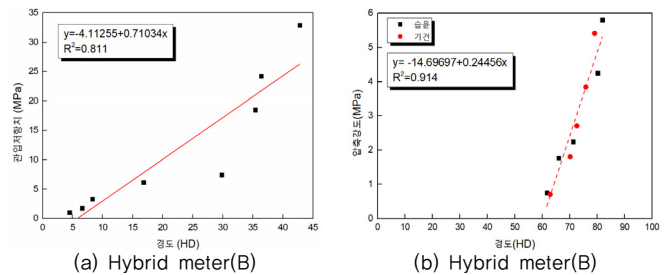 y=-4.11255+0.71034x
R²=0.811
관입저항치 (MPa)
35
30
25
20
15
10
5
0
0 5 10 15 20 25 30 35 40 45
경도 (HD)
(a) Hybrid meter(B)
습윤
기건
y= -14.69697+0.24456x
R²=0.914
압축강도(MPa)
6
5
4
3
2
1
0
0 10 20 30 40 50 60 70 80 90 100
경도(HD)
(b) Hybrid meter(B)